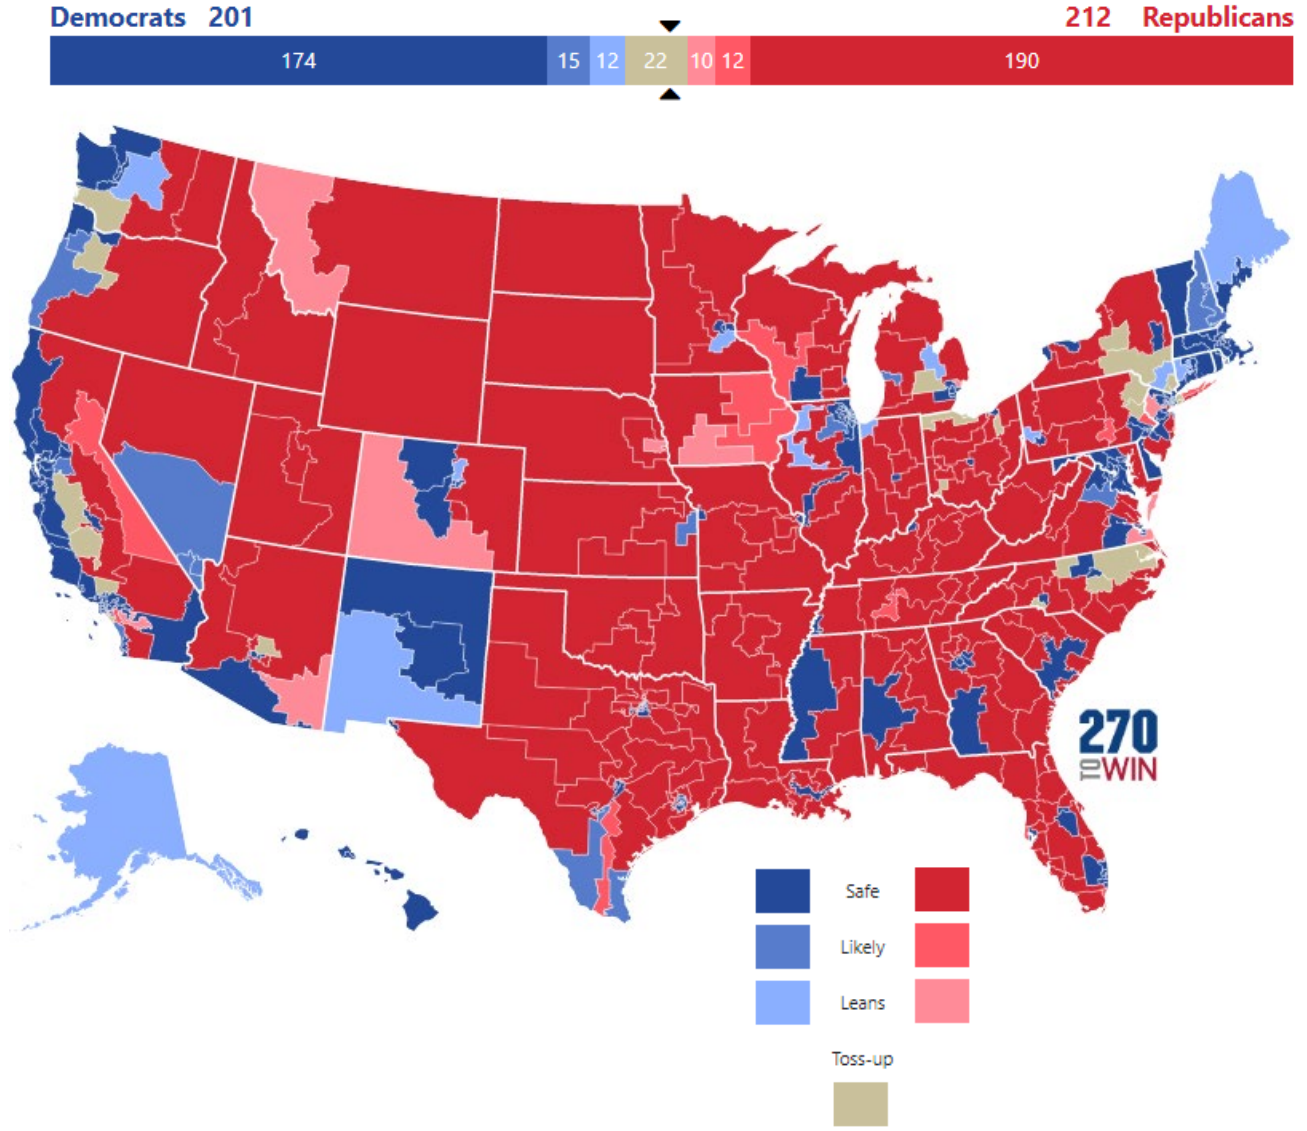 Democrats 201 212 Republicans
174 15 12 22 10 12 190
270
TO WIN
Safe
Likely
Leans
Toss-up